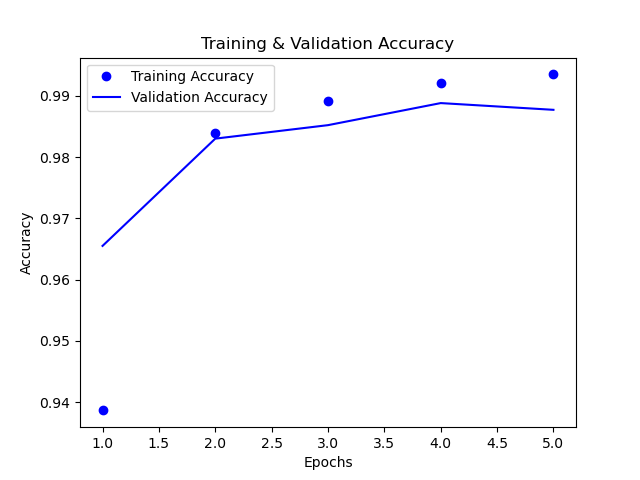 Training & Validation Accuracy
Training Accuracy
Validation Accuracy
0.99
0.98
0.97
0.96
0.95
0.94
Accuracy
1.0 1.5 2.0 2.5 3.0 3.5 4.0 4.5 5.0
Epochs